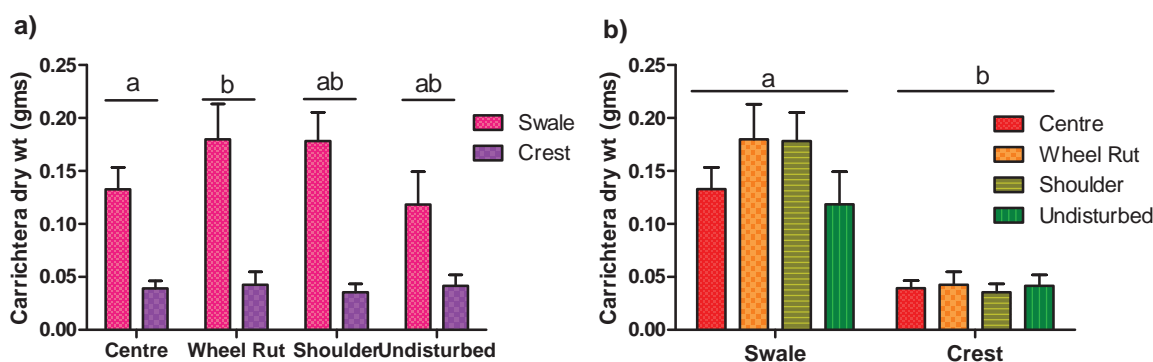 a)
Carrichtera dry wt (gms)
0.25
0.20
0.15
0.10
0.05
0.00
a
b
ab
ab
Swale
Crest
Centre
Wheel Rut
Shoulder
Undisturbed
b)
Carrichtera dry wt (gms)
0.25
0.20
0.15
0.10
0.05
0.00
a
b
Centre
Wheel Rut
Shoulder
Undisturbed
Swale
Crest